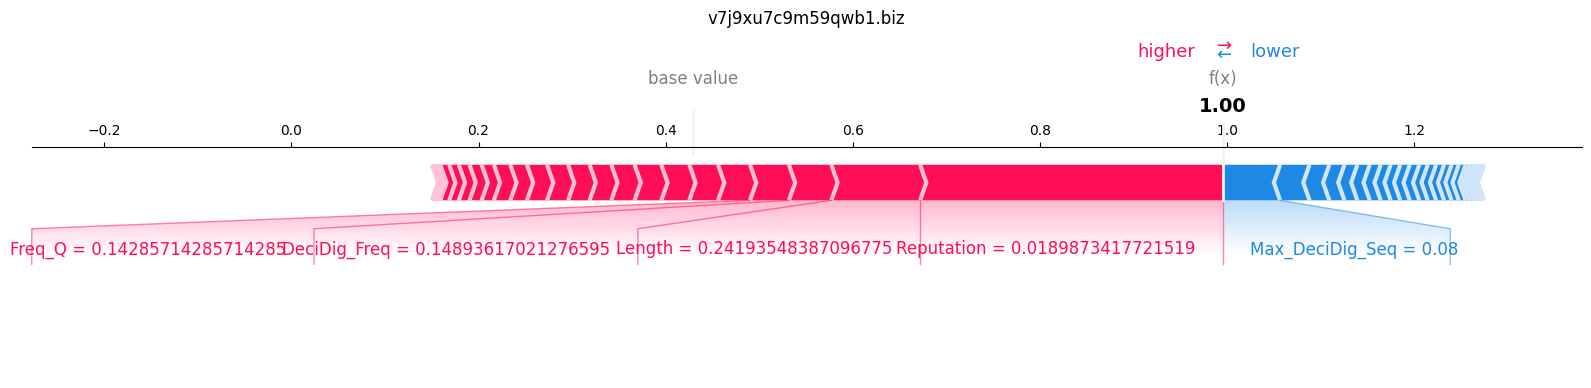 v7j9xu7c9m59qwb1.biz
higher ⇄ lower
base value f(x)
1.00
−0.2 0.0 0.2 0.4 0.6 0.8 1.0 1.2
Freq_Q = 0.14285714285714285 DeciDig_Freq = 0.14893617021276595 Length = 0.24193548387096775 Reputation = 0.0189873417721519 Max_DeciDig_Seq = 0.08